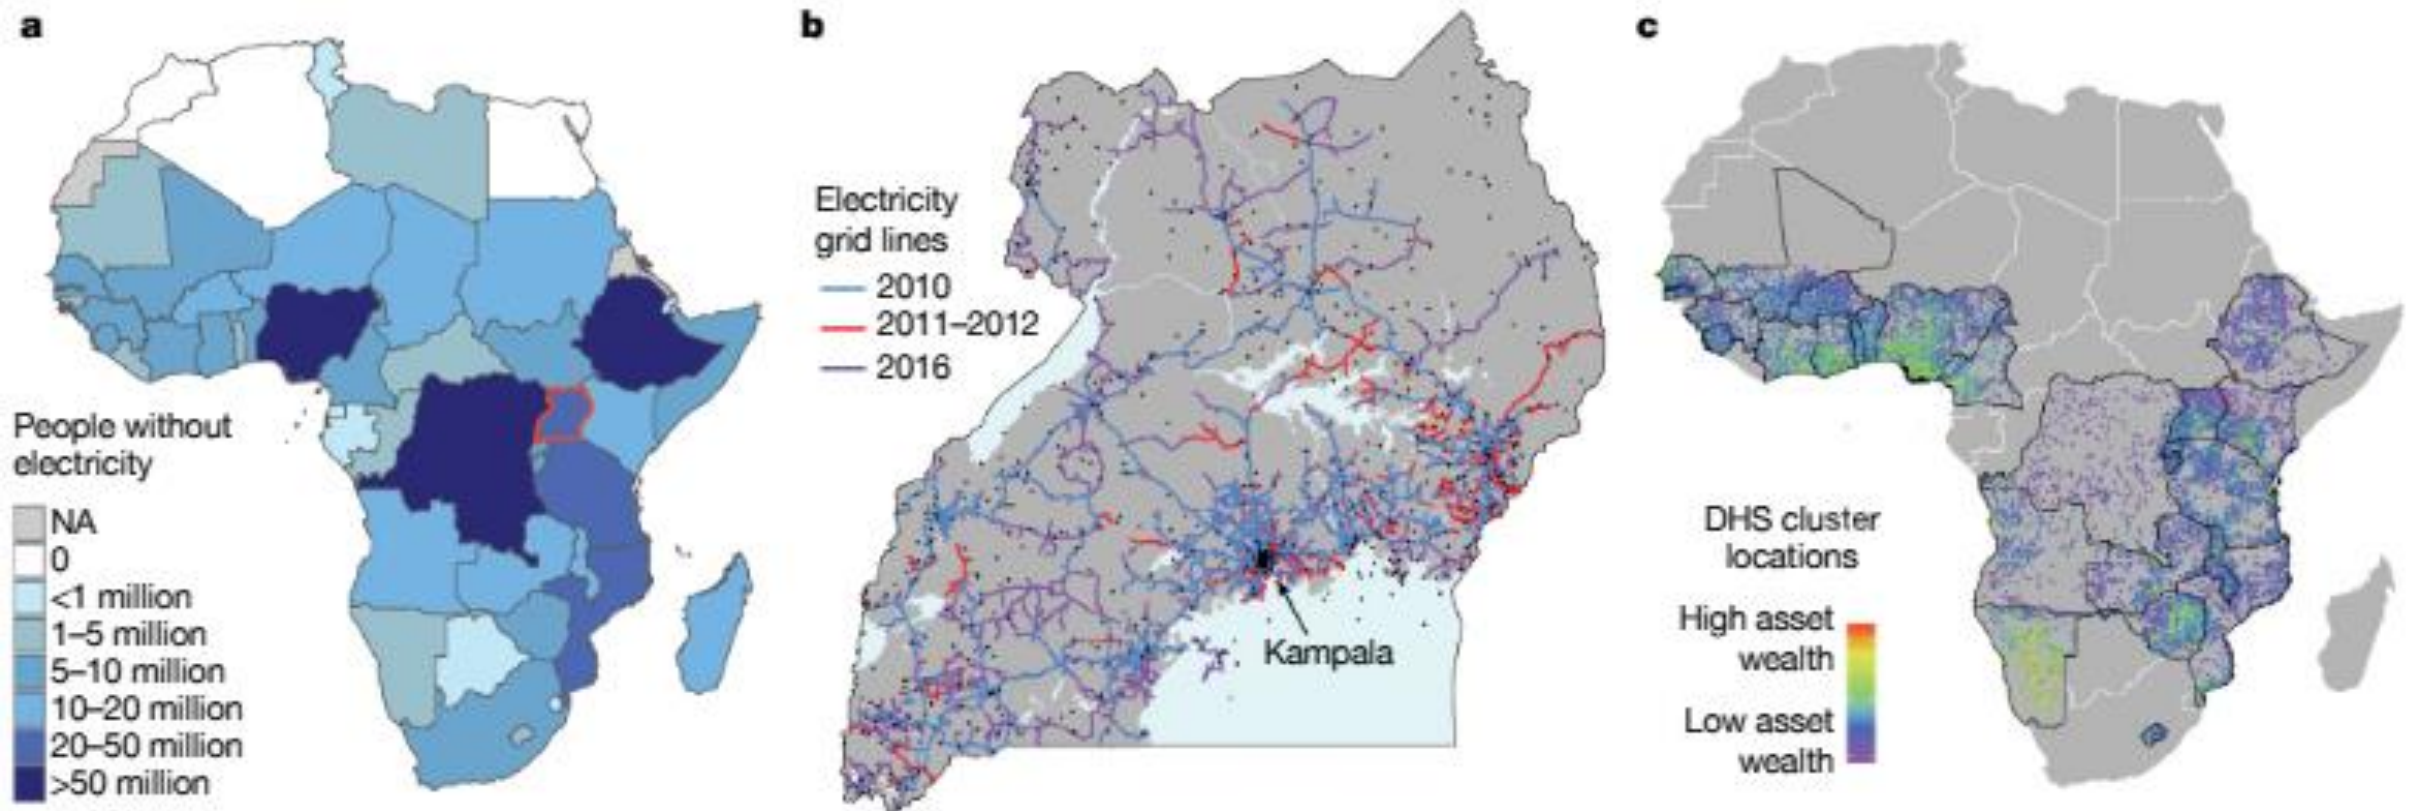 a
People without
electricity
NA
0
<1 million
1–5 million
5–10 million
10–20 million
20–50 million
>50 million
b
Electricity
grid lines
2010
2011–2012
2016
Kampala
c
DHS cluster
locations
High asset
wealth
Low asset
wealth